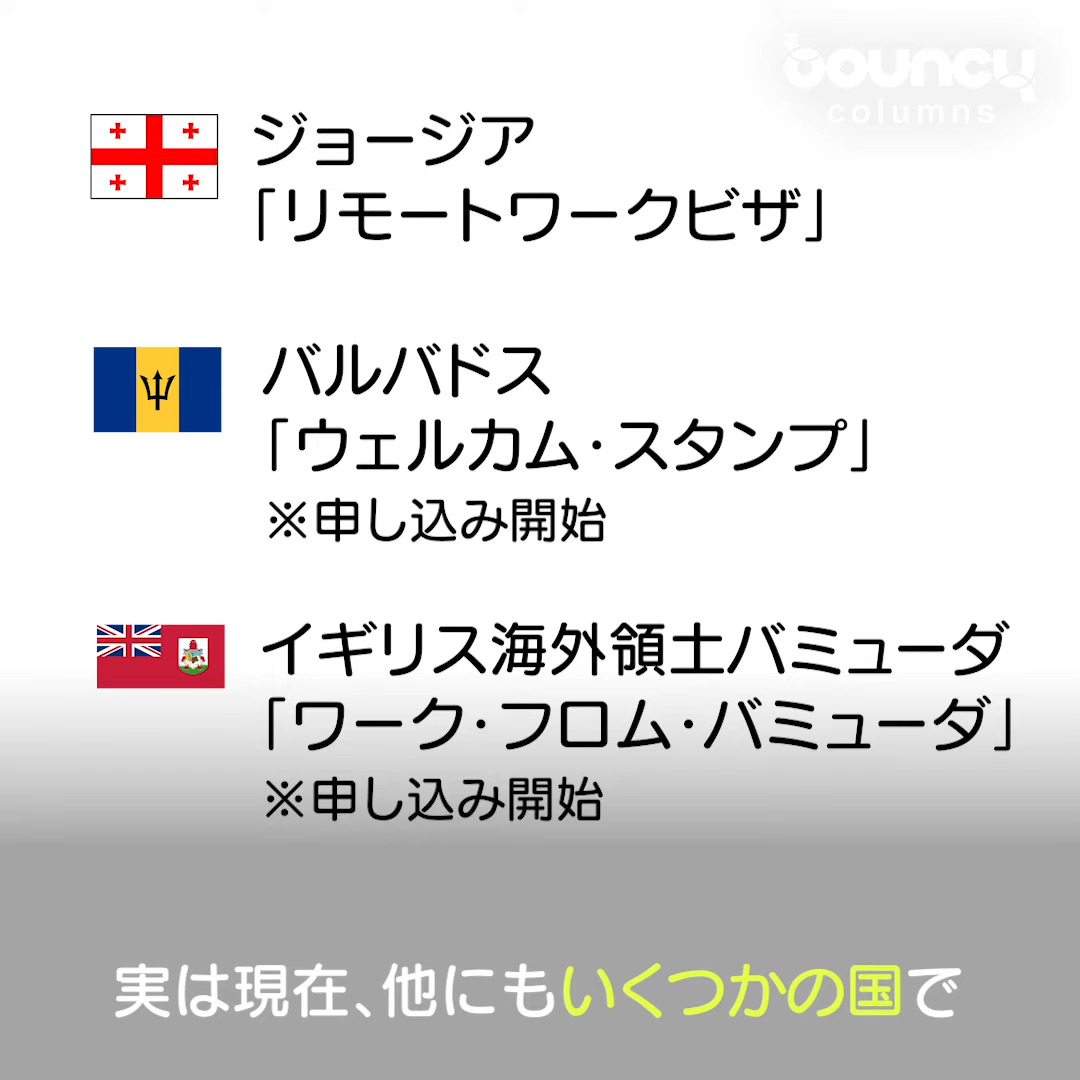 bouncy
columns
ジョージア
「リモートワークビザ」
バルバドス
「ウェルカム・スタンプ」
※申し込み開始
イギリス海外領土バミューダ
「ワーク・フロム・バミューダ」
※申し込み開始
実は現在、他にもいくつかの国で